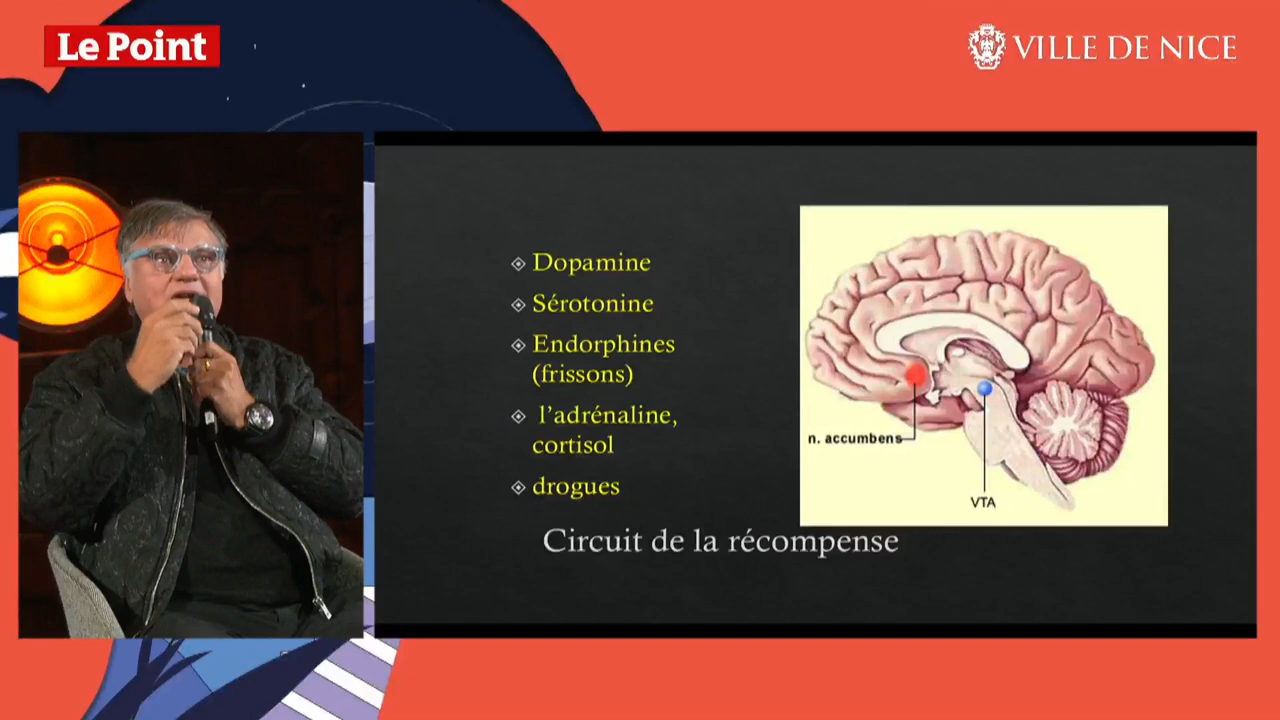 Le Point
VILLE DE NICE
Dopamine
Sérotonine
Endorphines
(frissons)
l’adrénaline,
cortisol
drogues
n. accumbens
VTA
Circuit de la récompense